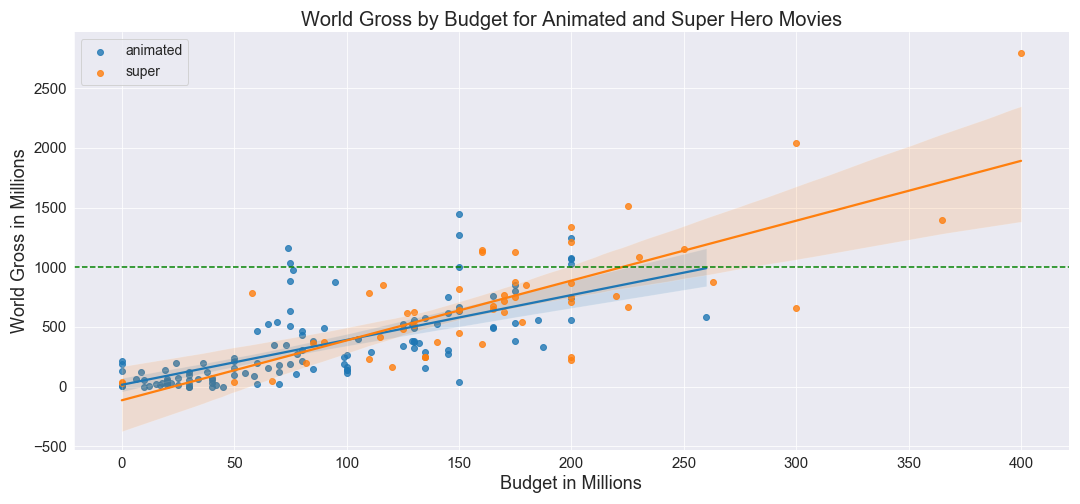 World Gross by Budget for Animated and Super Hero Movies
animated
super
2500
2000
1500
1000
500
0
−500
World Gross in Millions
0 50 100 150 200 250 300 350 400
Budget in Millions